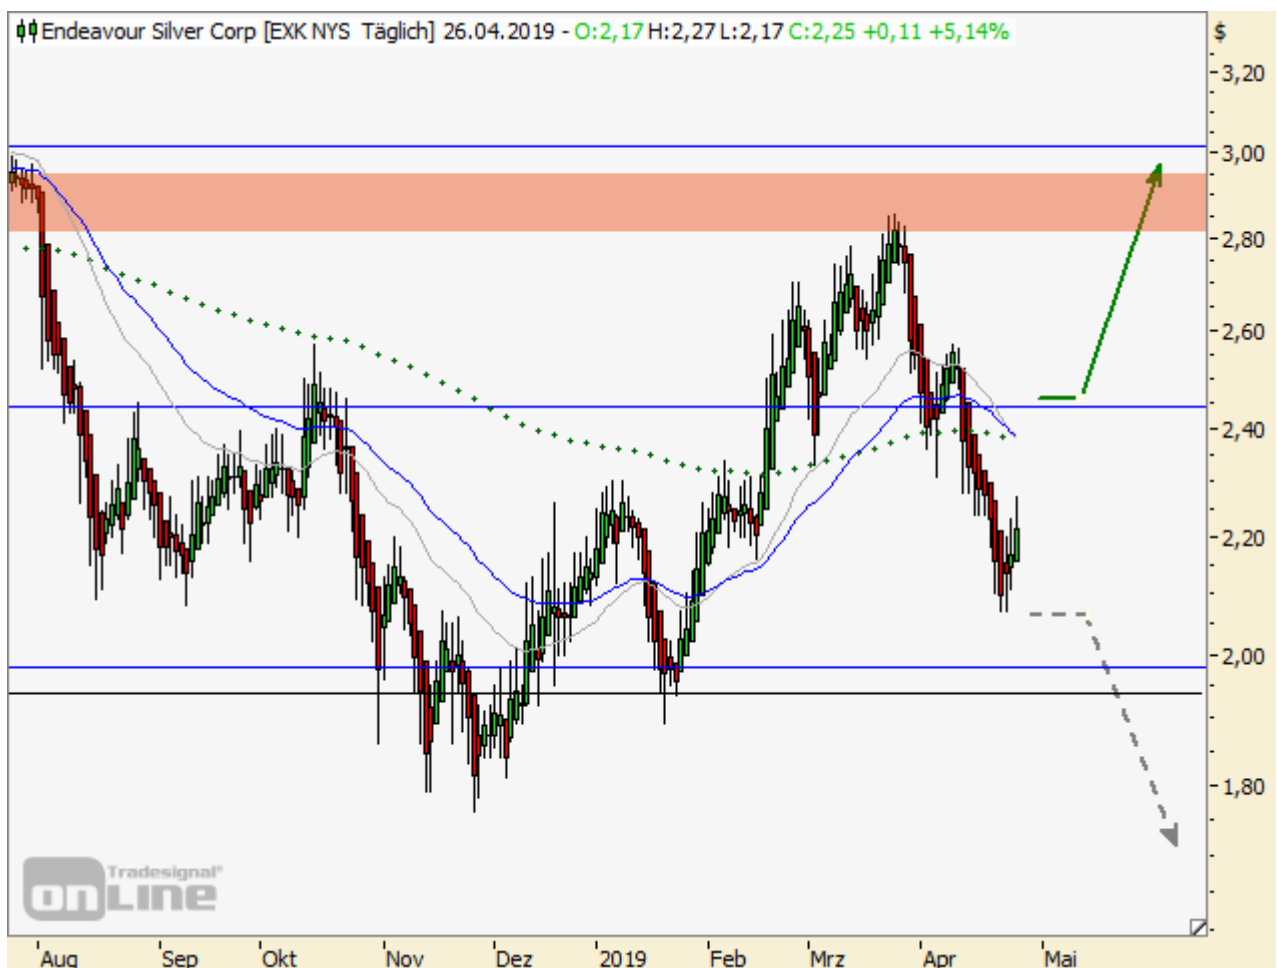 Endeavour Silver Corp [EXK NYS Täglich] 26.04.2019 - O:2,17 H:2,27 L:2,17 C:2,25 +0,11 +5,14%
$
3,20
3,00
2,80
2,60
2,40
2,20
2,00
1,80
Tradesignal®
onLine
Aug Sep Okt Nov Dez 2019 Feb Mrz Apr Mai